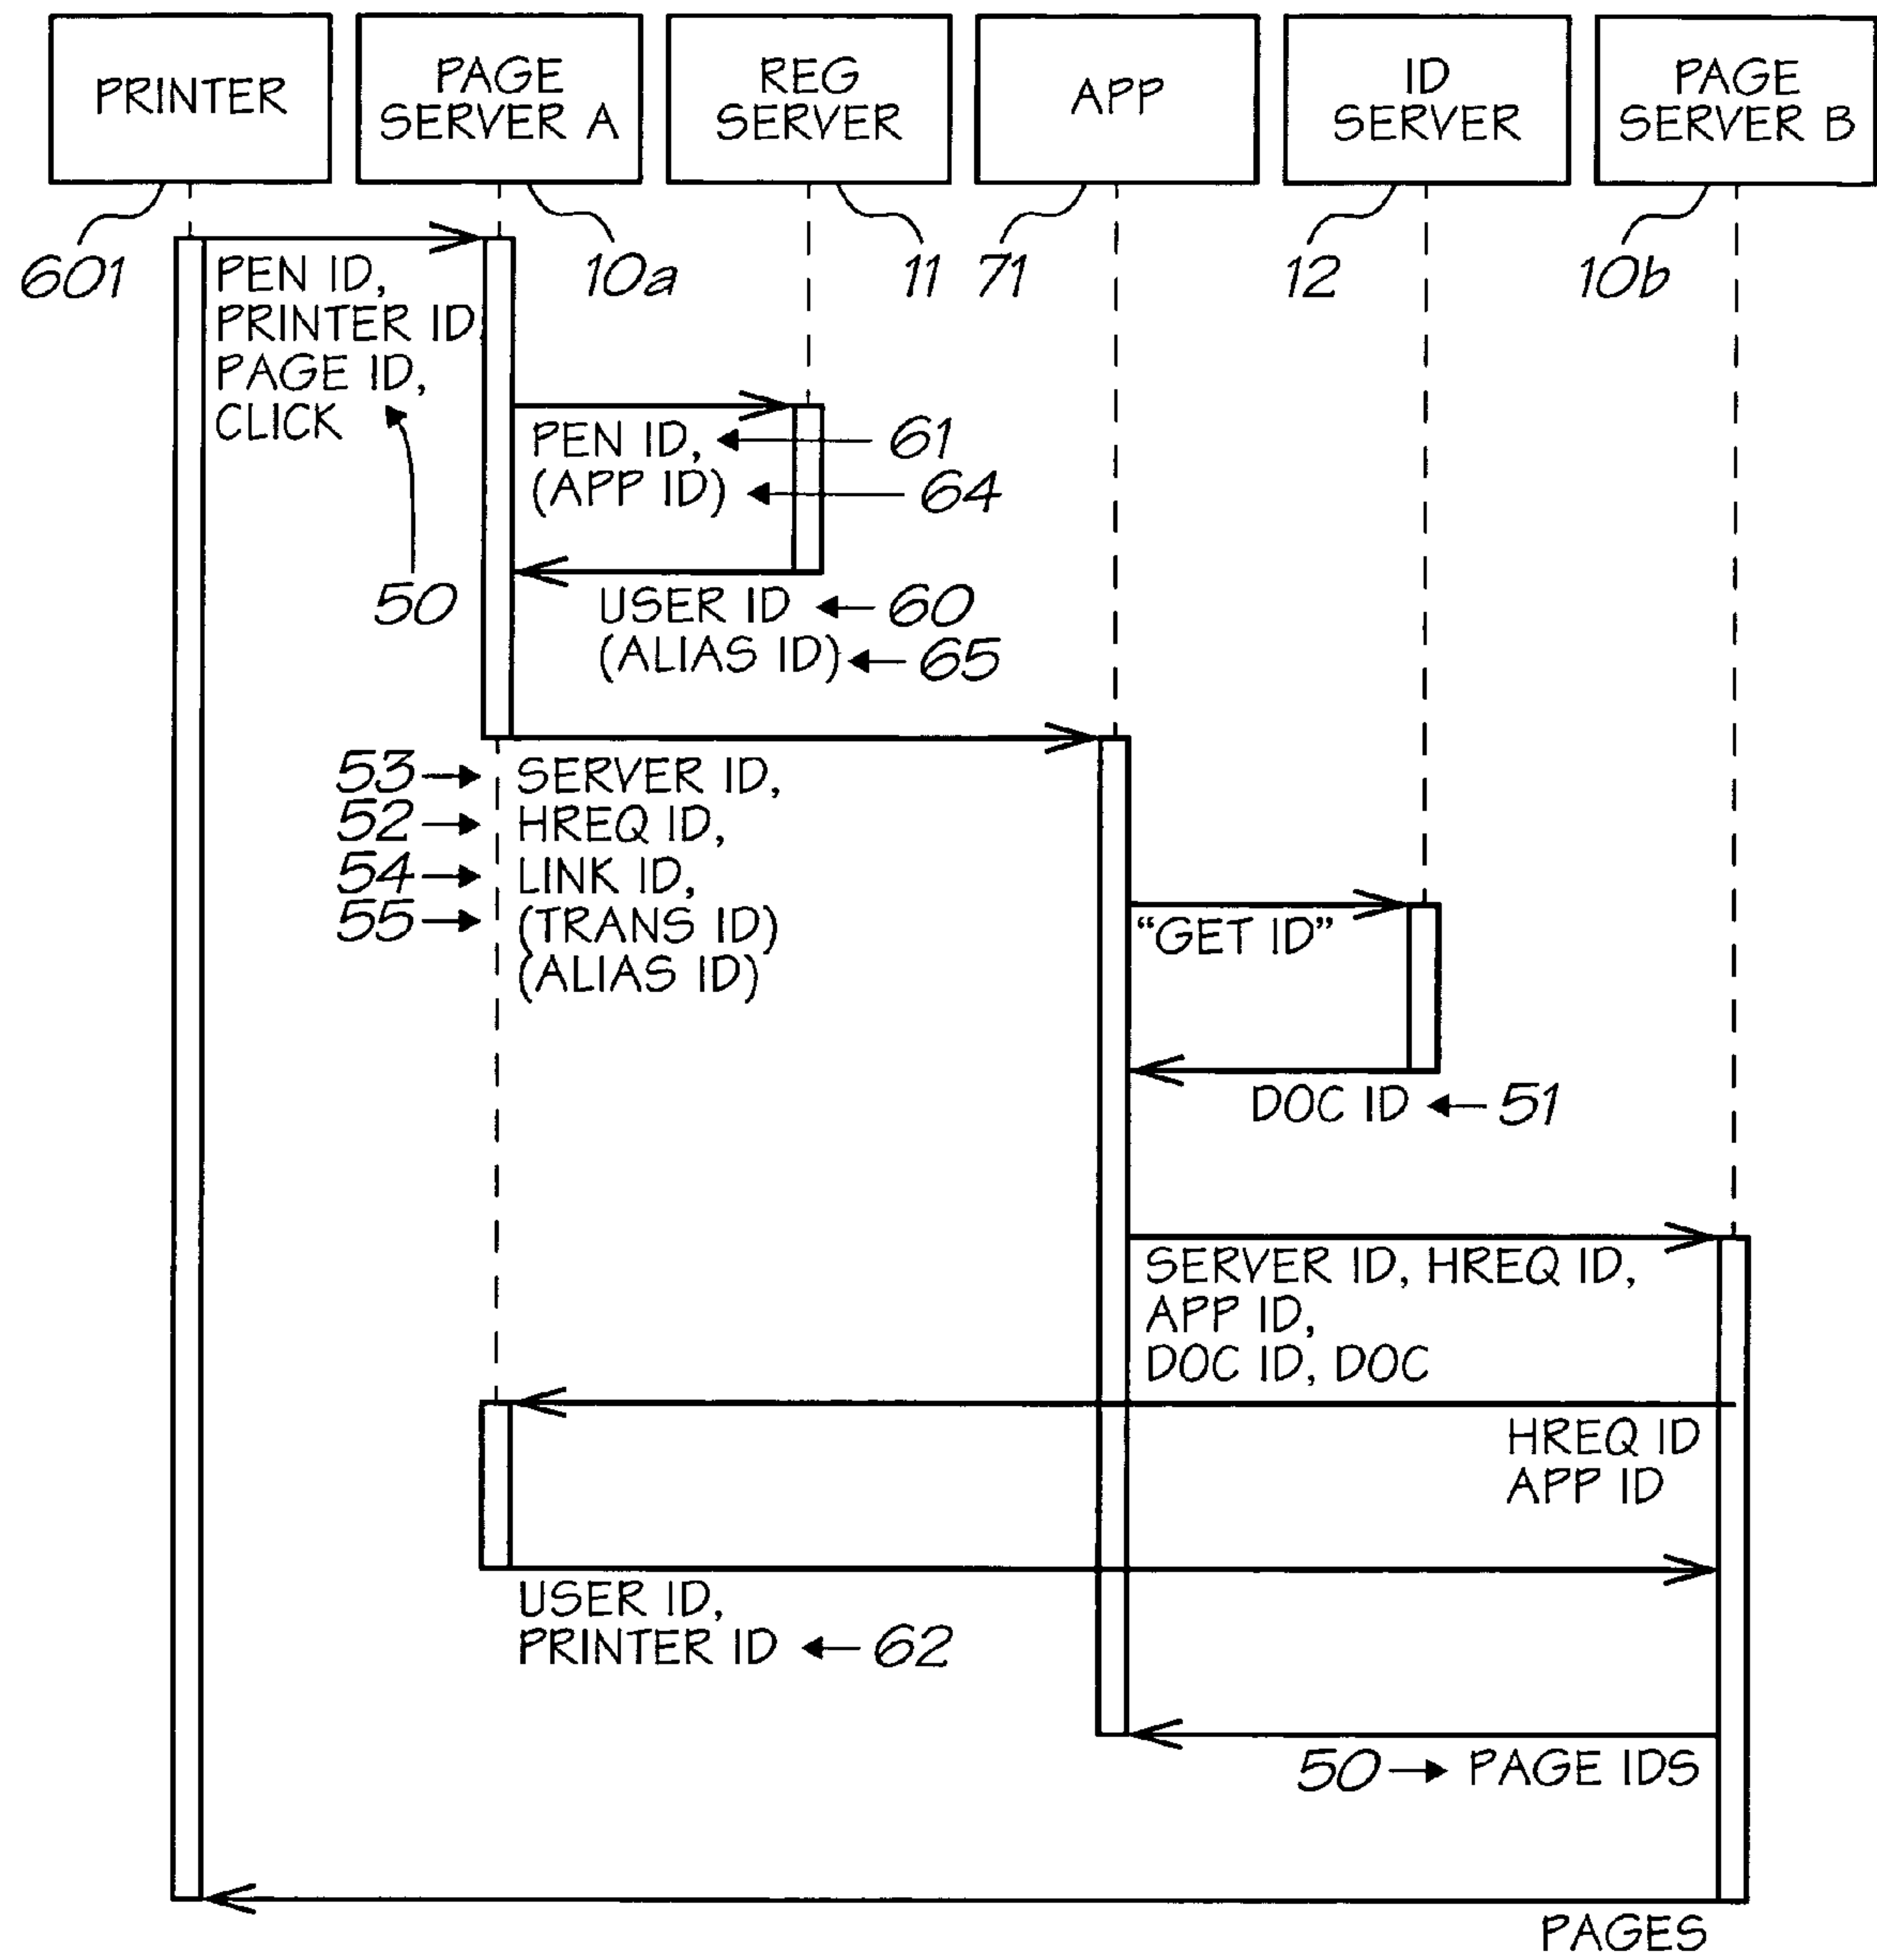 PRINTER
PAGE
SERVER A
REG
SERVER
APP
ID
SERVER
PAGE
SERVER B
601
10a
11
71
12
10b
PEN ID,
PRINTER ID
PAGE ID,
CLICK
50
PEN ID,
61
(APP ID)
64
USER ID
60
(ALIAS ID)
65
53
SERVER ID,
52
HREQ ID,
54
LINK ID,
55
(TRANS ID)
(ALIAS ID)
“GET ID”
DOC ID
51
SERVER ID, HREQ ID,
APP ID,
DOC ID, DOC
HREQ ID
APP ID
USER ID,
PRINTER ID
62
50
PAGE IDS
PAGES